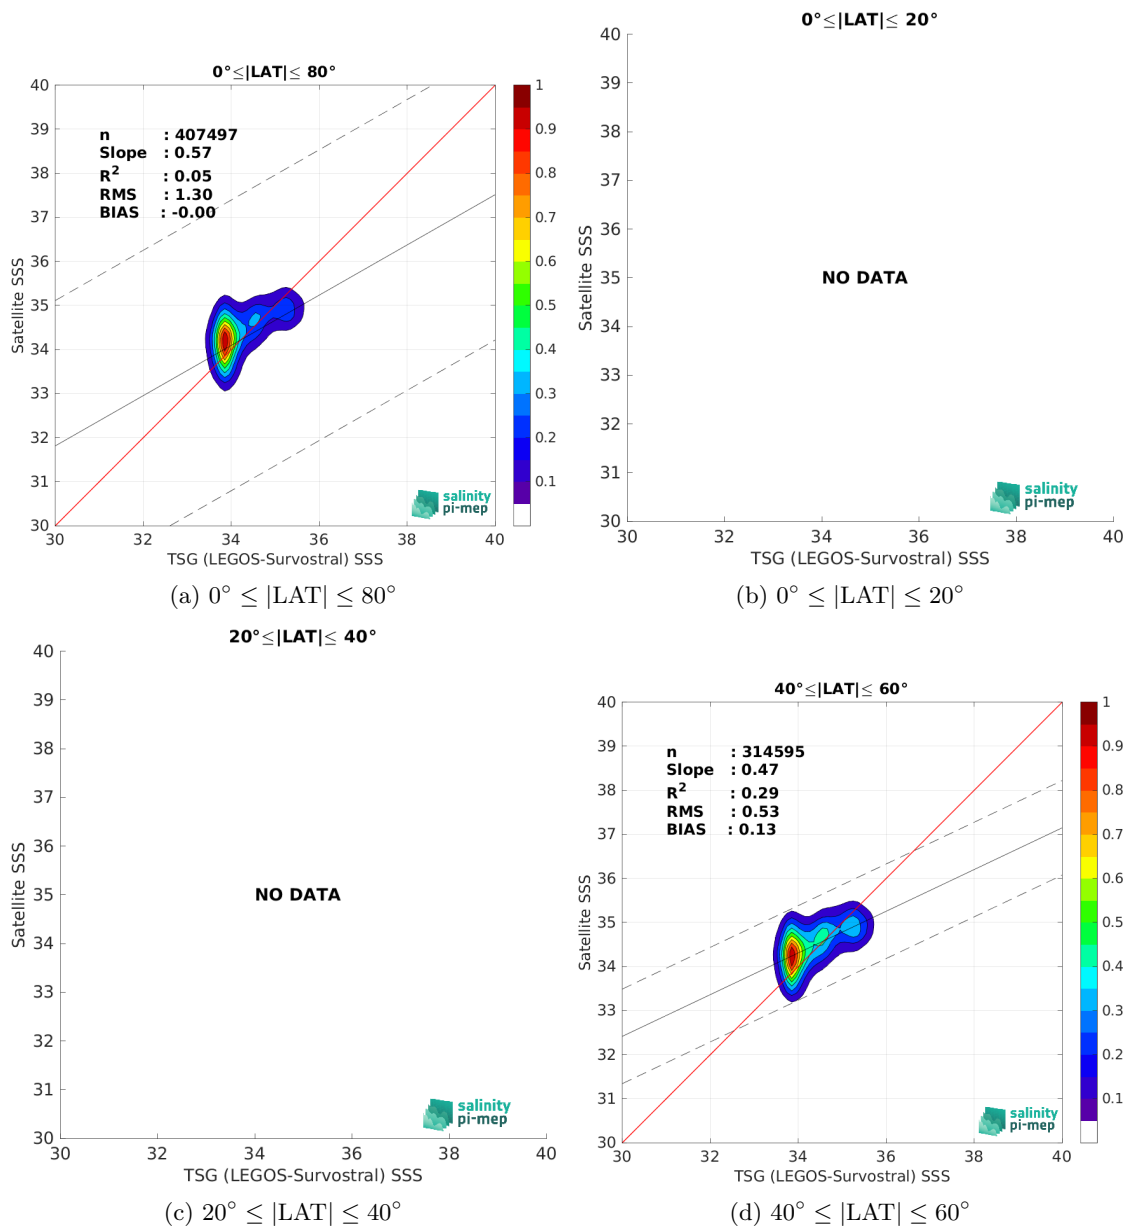 0°≤|LAT|≤ 80°
40
39
38
37
36
35
34
33
32
31
30
Satellite SSS
n : 407497
Slope : 0.57
R² : 0.05
RMS : 1.30
BIAS : -0.00
1
0.9
0.8
0.7
0.6
0.5
0.4
0.3
0.2
0.1
salinity
pi-mep
30 32 34 36 38 40
TSG (LEGOS-Survostral) SSS
(a) 0° ≤ |LAT| ≤ 80°
0°≤|LAT|≤ 20°
40
39
38
37
36
35
34
33
32
31
30
Satellite SSS
NO DATA
salinity
pi-mep
30 32 34 36 38 40
TSG (LEGOS-Survostral) SSS
(b) 0° ≤ |LAT| ≤ 20°
20°≤|LAT|≤ 40°
40
39
38
37
36
35
34
33
32
31
30
Satellite SSS
NO DATA
salinity
pi-mep
30 32 34 36 38 40
TSG (LEGOS-Survostral) SSS
(c) 20° ≤ |LAT| ≤ 40°
40°≤|LAT|≤ 60°
40
39
38
37
36
35
34
33
32
31
30
Satellite SSS
n : 314595
Slope : 0.47
R² : 0.29
RMS : 0.53
BIAS : 0.13
1
0.9
0.8
0.7
0.6
0.5
0.4
0.3
0.2
0.1
salinity
pi-mep
30 32 34 36 38 40
TSG (LEGOS-Survostral) SSS
(d) 40° ≤ |LAT| ≤ 60°